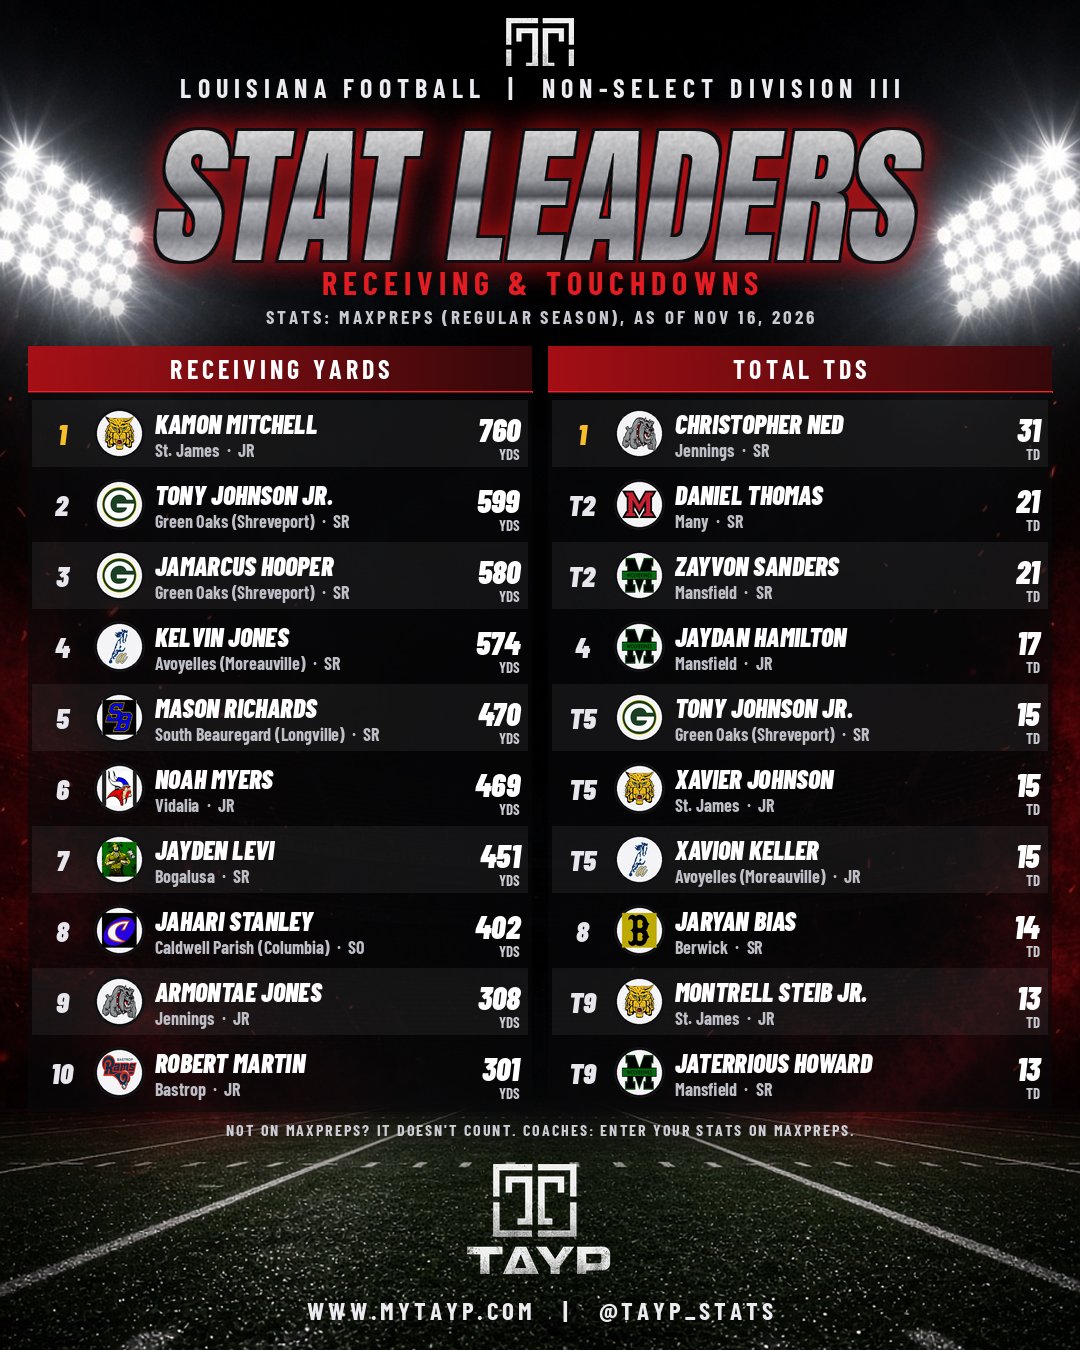 LOUISIANA FOOTBALL | NON-SELECT DIVISION III
STAT LEADERS
RECEIVING & TOUCHDOWNS
STATS: MAXPREPS (REGULAR SEASON), AS OF NOV 16, 2026
RECEIVING YARDS
1 KAMON MITCHELL 760
St. James · JR YDS
2 TONY JOHNSON JR. 599
Green Oaks (Shreveport) · SR YDS
3 JAMARCUS HOOPER 580
Green Oaks (Shreveport) · SR YDS
4 KELVIN JONES 574
Avoyelles (Moreauville) · SR YDS
5 MASON RICHARDS 470
South Beauregard (Longville) · SR YDS
6 NOAH MYERS 469
Vidalia · JR YDS
7 JAYDEN LEVI 451
Bogalusa · SR YDS
8 JAHARI STANLEY 402
Caldwell Parish (Columbia) · SO YDS
9 ARMONTAE JONES 308
Jennings · JR YDS
10 ROBERT MARTIN 301
Bastrop · JR YDS
TOTAL TDS
1 CHRISTOPHER NED 31
Jennings · SR TD
T2 DANIEL THOMAS 21
Many · SR TD
T2 ZAYVON SANDERS 21
Mansfield · SR TD
4 JAYDAN HAMILTON 17
Mansfield · JR TD
T5 TONY JOHNSON JR. 15
Green Oaks (Shreveport) · SR TD
T5 XAVIER JOHNSON 15
St. James · JR TD
T5 XAVION KELLER 15
Avoyelles (Moreauville) · JR TD
8 JARYAN BIAS 14
Berwick · SR TD
T9 MONTRELL STEIB JR. 13
St. James · JR TD
T9 JATERRIOUS HOWARD 13
Mansfield · SR TD
NOT ON MAXPREPS? IT DOESN'T COUNT. COACHES: ENTER YOUR STATS ON MAXPREPS.
TAYP
WWW.MYTAYP.COM | @TAYP_STATS